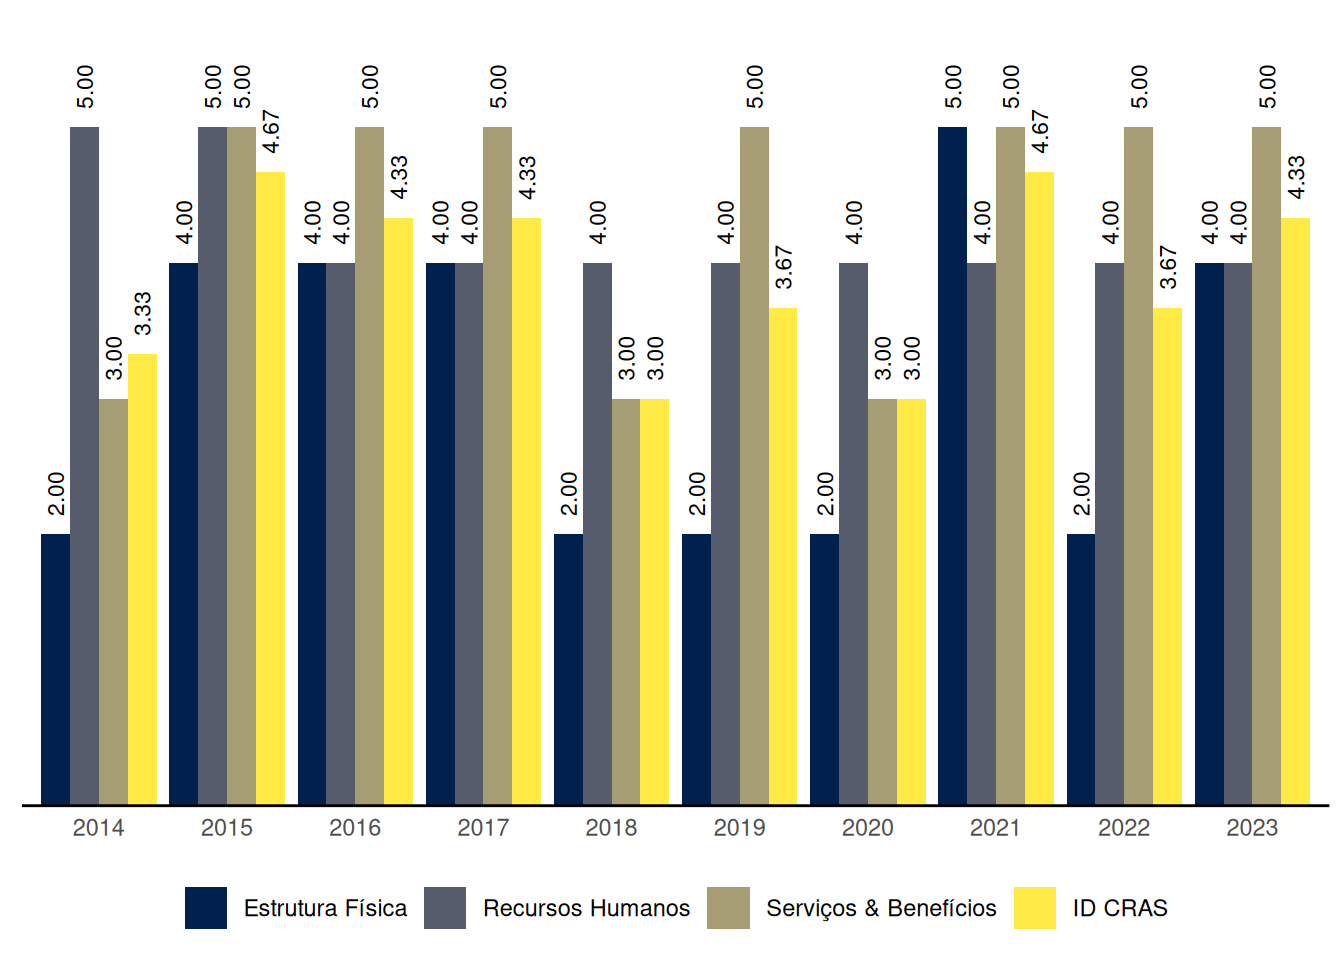 5.00 5.00 5.00 5.00 5.00 5.00 5.00 5.00 5.00 5.00
4.67 4.67
4.33 4.33 4.33
4.00 4.00 4.00 4.00 4.00 4.00 4.00 4.00 4.00 4.00 4.00 4.00 4.00
3.67 3.67
3.33
3.00 3.00 3.00 3.00 3.00
2.00 2.00 2.00 2.00 2.00
2014 2015 2016 2017 2018 2019 2020 2021 2022 2023
Estrutura Física Recursos Humanos Serviços & Benefícios ID CRAS